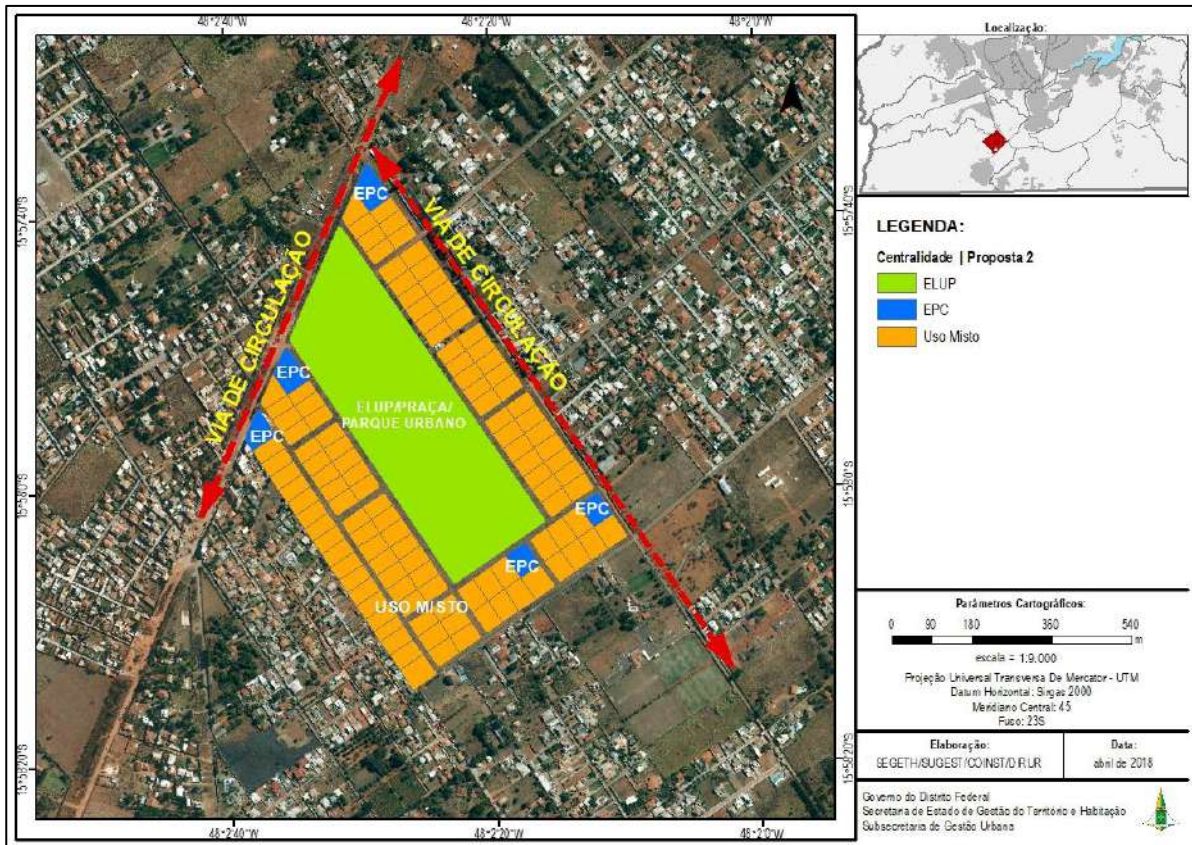 48°2'40"W
48°2'20"W
48°2'0"W
15°57'40"S
15°58'0"S
15°58'20"S
VIA DE CIRCULAÇÃO
VIA DE CIRCULAÇÃO
EPC
EPC
EPC
EPC
EPC
ELUP/PRAÇA/
PARQUE URBANO
USO MISTO
15°57'40"S
15°58'0"S
15°58'20"S
48°2'40"W
48°2'20"W
48°2'0"W
Localização:
LEGENDA:
Centralidade | Proposta 2
ELUP
EPC
Uso Misto
Parâmetros Cartográficos:
0 90 180 360 540
m
escala = 1:9.000
Projeção Universal Transversa De Mercator - UTM
Datum Horizontal: Sirgas 2000
Meridiano Central: 45
Fuso: 23S
Elaboração:
SEGETH/SUGEST/COINST/DIRUR
Data:
abril de 2018
Governo do Distrito Federal
Secretaria de Estado de Gestão do Território e Habitação
Subsecretaria de Gestão Urbana